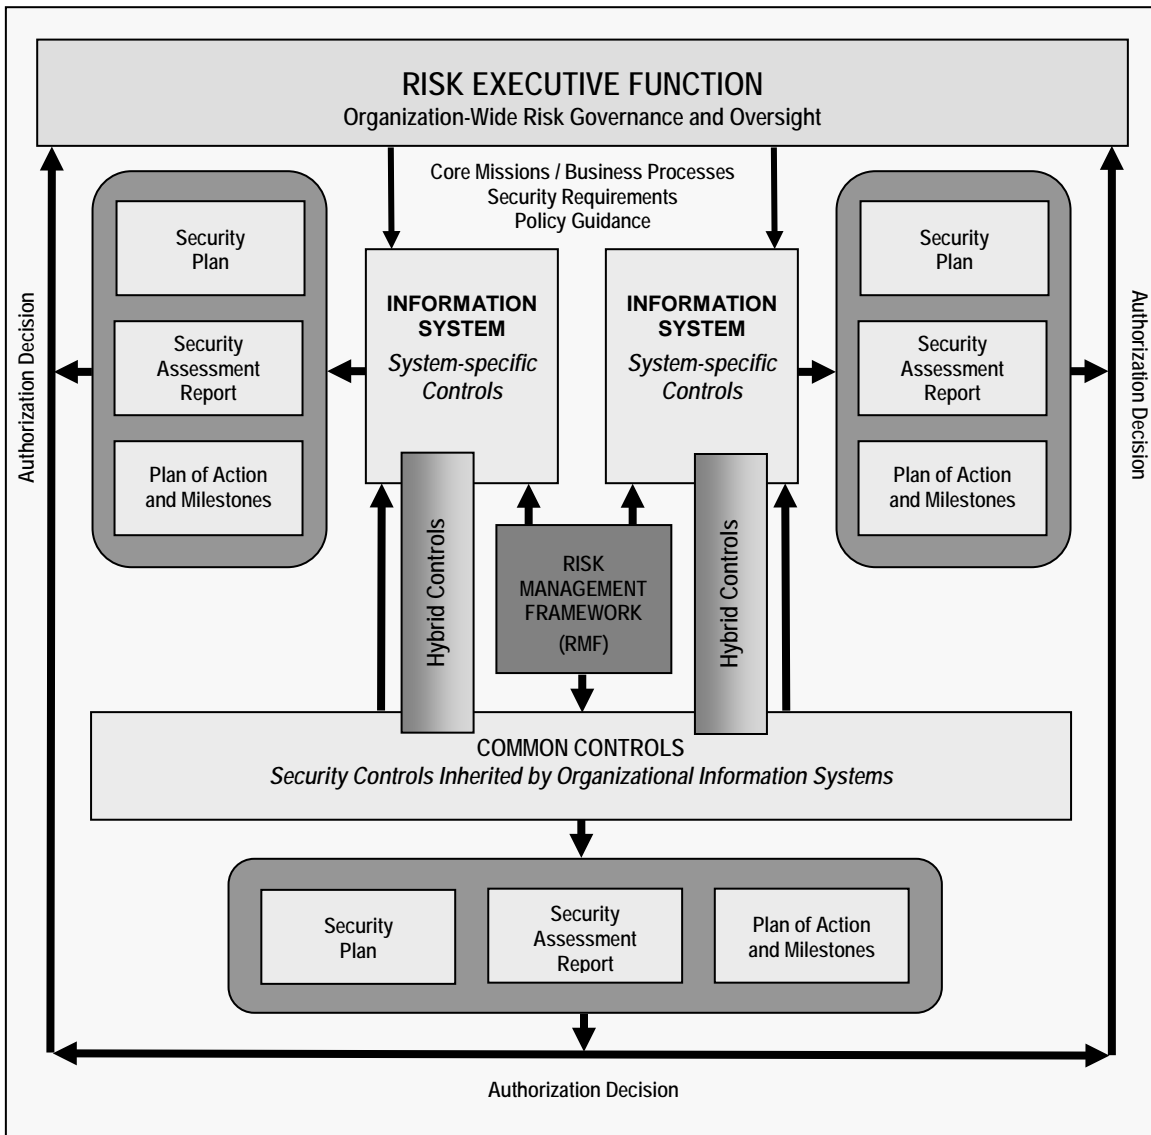 RISK EXECUTIVE FUNCTION
Organization-Wide Risk Governance and Oversight
Core Missions / Business Processes
Security Requirements
Policy Guidance
Authorization Decision
Security
Plan
Security
Assessment
Report
Plan of Action
and Milestones
INFORMATION
SYSTEM
System-specific
Controls
INFORMATION
SYSTEM
System-specific
Controls
Security
Plan
Security
Assessment
Report
Plan of Action
and Milestones
Authorization Decision
Hybrid Controls
RISK
MANAGEMENT
FRAMEWORK
(RMF)
Hybrid Controls
COMMON CONTROLS
Security Controls Inherited by Organizational Information Systems
Security
Plan
Security
Assessment
Report
Plan of Action
and Milestones
Authorization Decision